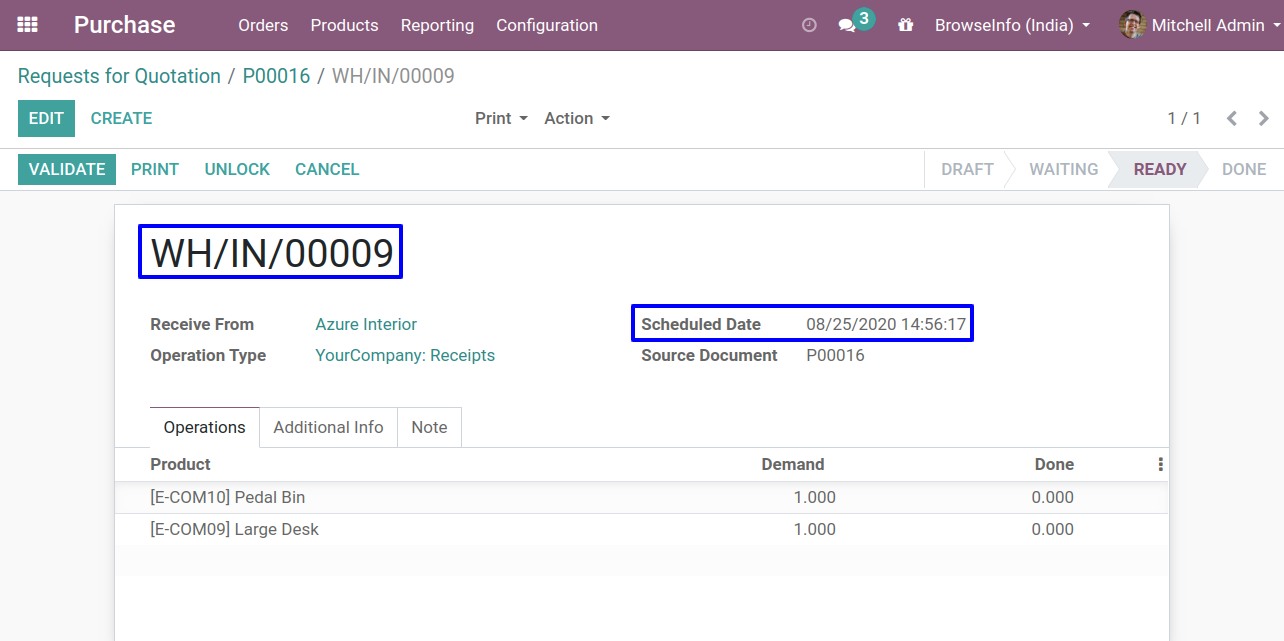 Purchase Orders Products Reporting Configuration 3 BrowseInfo (India) Mitchell Admin
Requests for Quotation / P00016 / WH/IN/00009
EDIT CREATE Print Action 1 / 1
VALIDATE PRINT UNLOCK CANCEL DRAFT WAITING READY DONE
WH/IN/00009
Receive From Azure Interior Scheduled Date 08/25/2020 14:56:17
Operation Type YourCompany: Receipts Source Document P00016
Operations Additional Info Note
Product Demand Done
[E-COM10] Pedal Bin 1.000 0.000
[E-COM09] Large Desk 1.000 0.000